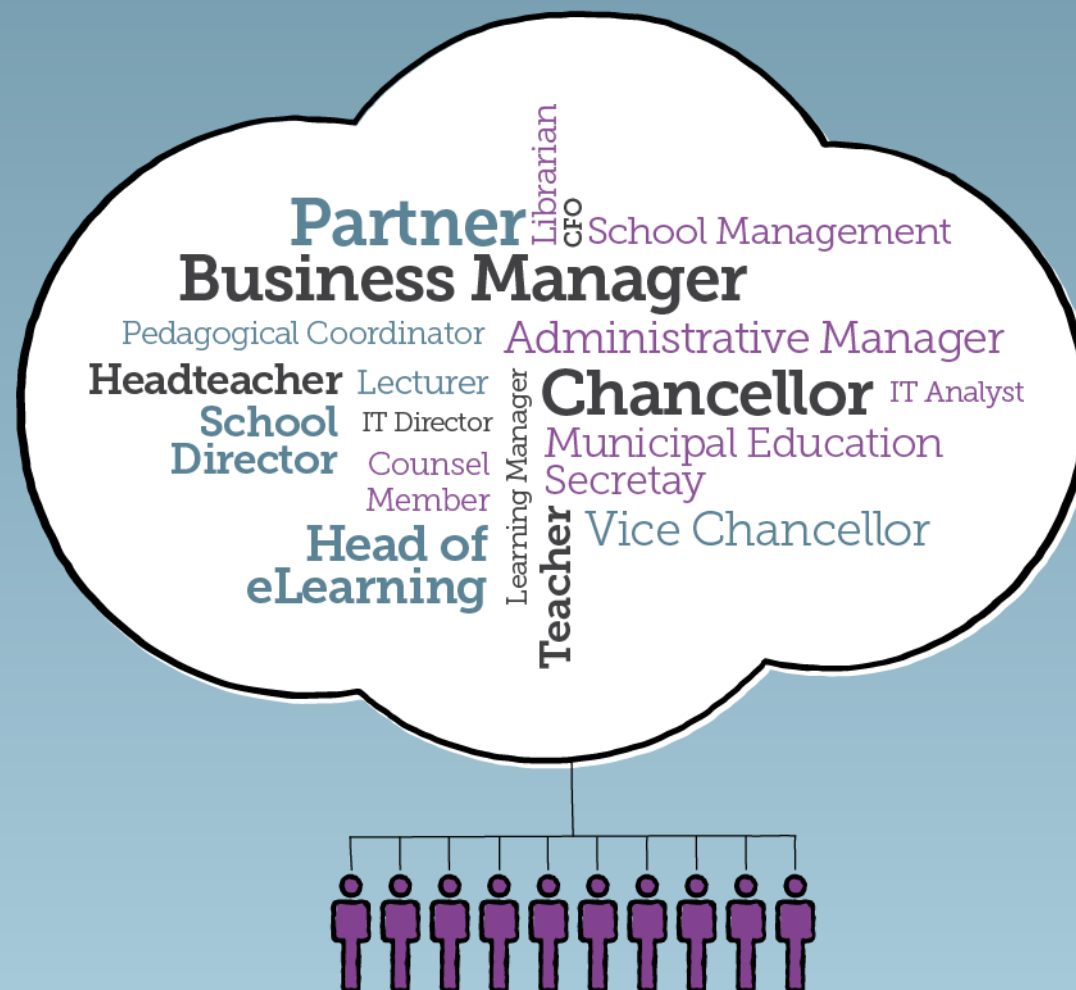 Librarian
Partner
CFO
School Management
Business Manager
Pedagogical Coordinator
Administrative Manager
Headteacher
Lecturer
Learning Manager
Chancellor
IT Analyst
School
Director
IT Director
Municipal Education
Secretay
Counsel
Member
Teacher
Vice Chancellor
Head of
eLearning